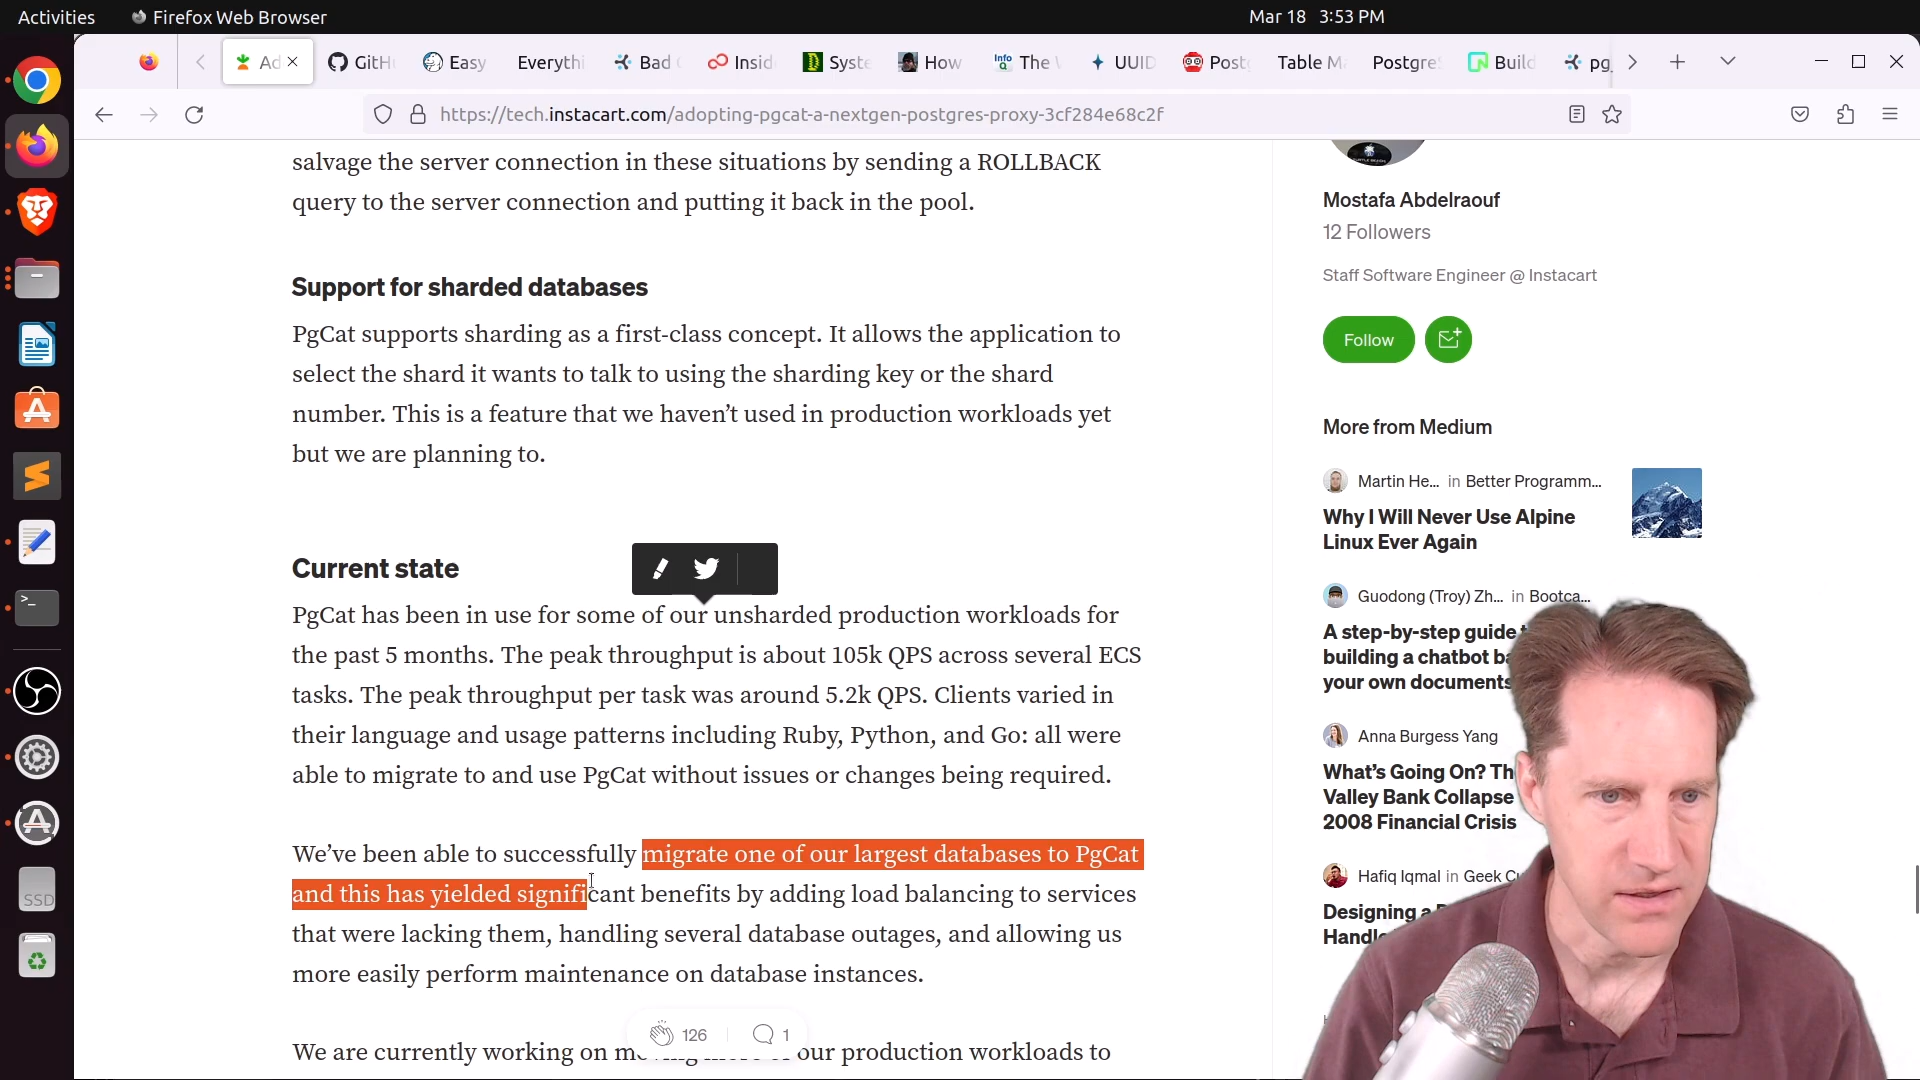 Activities
Firefox Web Browser
Mar 18 3:53 PM
Ad
GitH
Easy
Everythi
Bad
Insid
Syste
How
Info
The
UUID
Postg
Table M
Postgre
Build
pg_
https://tech.instacart.com/adopting-pgcat-a-nextgen-postgres-proxy-3cf284e68c2f
salvage the server connection in these situations by sending a ROLLBACK
query to the server connection and putting it back in the pool.
Support for sharded databases
PgCat supports sharding as a first-class concept. It allows the application to
select the shard it wants to talk to using the sharding key or the shard
number. This is a feature that we haven’t used in production workloads yet
but we are planning to.
Current state
PgCat has been in use for some of our unsharded production workloads for
the past 5 months. The peak throughput is about 105k QPS across several ECS
tasks. The peak throughput per task was around 5.2k QPS. Clients varied in
their language and usage patterns including Ruby, Python, and Go: all were
able to migrate to and use PgCat without issues or changes being required.
We’ve been able to successfully migrate one of our largest databases to PgCat
and this has yielded significant benefits by adding load balancing to services
that were lacking them, handling several database outages, and allowing us
more easily perform maintenance on database instances.
126
1
We are currently working on moving more of our production workloads to
Mostafa Abdelraouf
12 Followers
Staff Software Engineer @ Instacart
Follow
More from Medium
Martin He... in Better Programm...
Why I Will Never Use Alpine
Linux Ever Again
Guodong (Troy) Zh... in Bootca...
A step-by-step guide
building a chatbot ba
your own documents
Anna Burgess Yang
What’s Going On? Th
Valley Bank Collapse
2008 Financial Crisis
Hafiq Iqmal in Geek Cu
Designing a
Handle
SSD